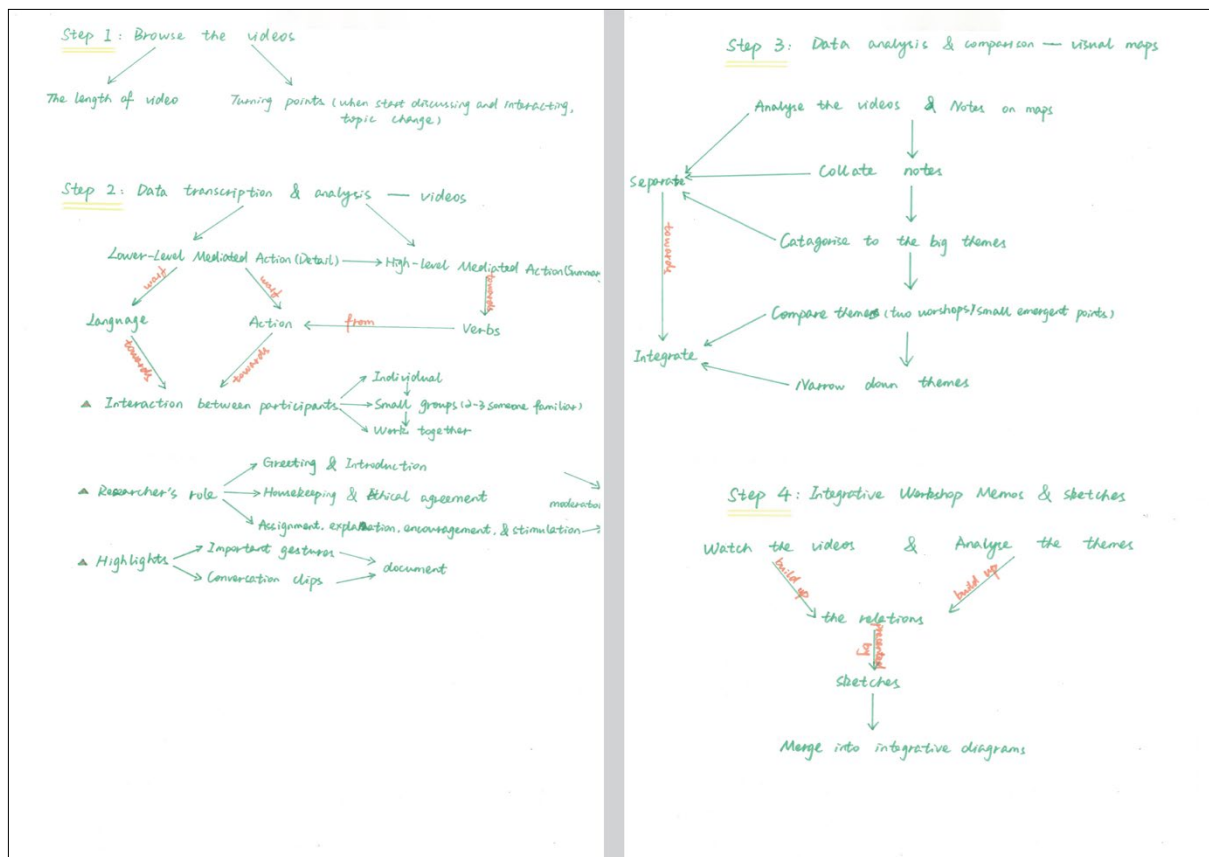 Step 1: Browse the videos
The length of video
Turning points (when start discussing and interacting,
topic change)
Step 2: Data transcription & analysis — videos
Lower-Level Mediated Action (Detail)
High-level Mediated Action (Summar
towards
Language
Action
from
Verbs
towards
towards
▲ Interaction between participants
Individual
Small groups (2-3 someone familiar)
Work together
▲ Researcher's role
Greeting & Introduction
Housekeeping & Ethical agreement
Assignment, explanation, encouragement, & stimulation
moderator
▲ Highlights
Important gestures
Conversation clips
document
Step 3: Data analysis & comparison — visual maps
Analyse the videos & Notes on maps
Separate
Collate notes
towards
Catagorise to the big themes
Compare themes (two worshops)(small emergent points)
Integrate
Narrow down themes
Step 4: Integrative Workshop Memos & sketches
Watch the videos & Analyse the themes
build up
build up
the relations
presented
by
sketches
Merge into integrative diagrams